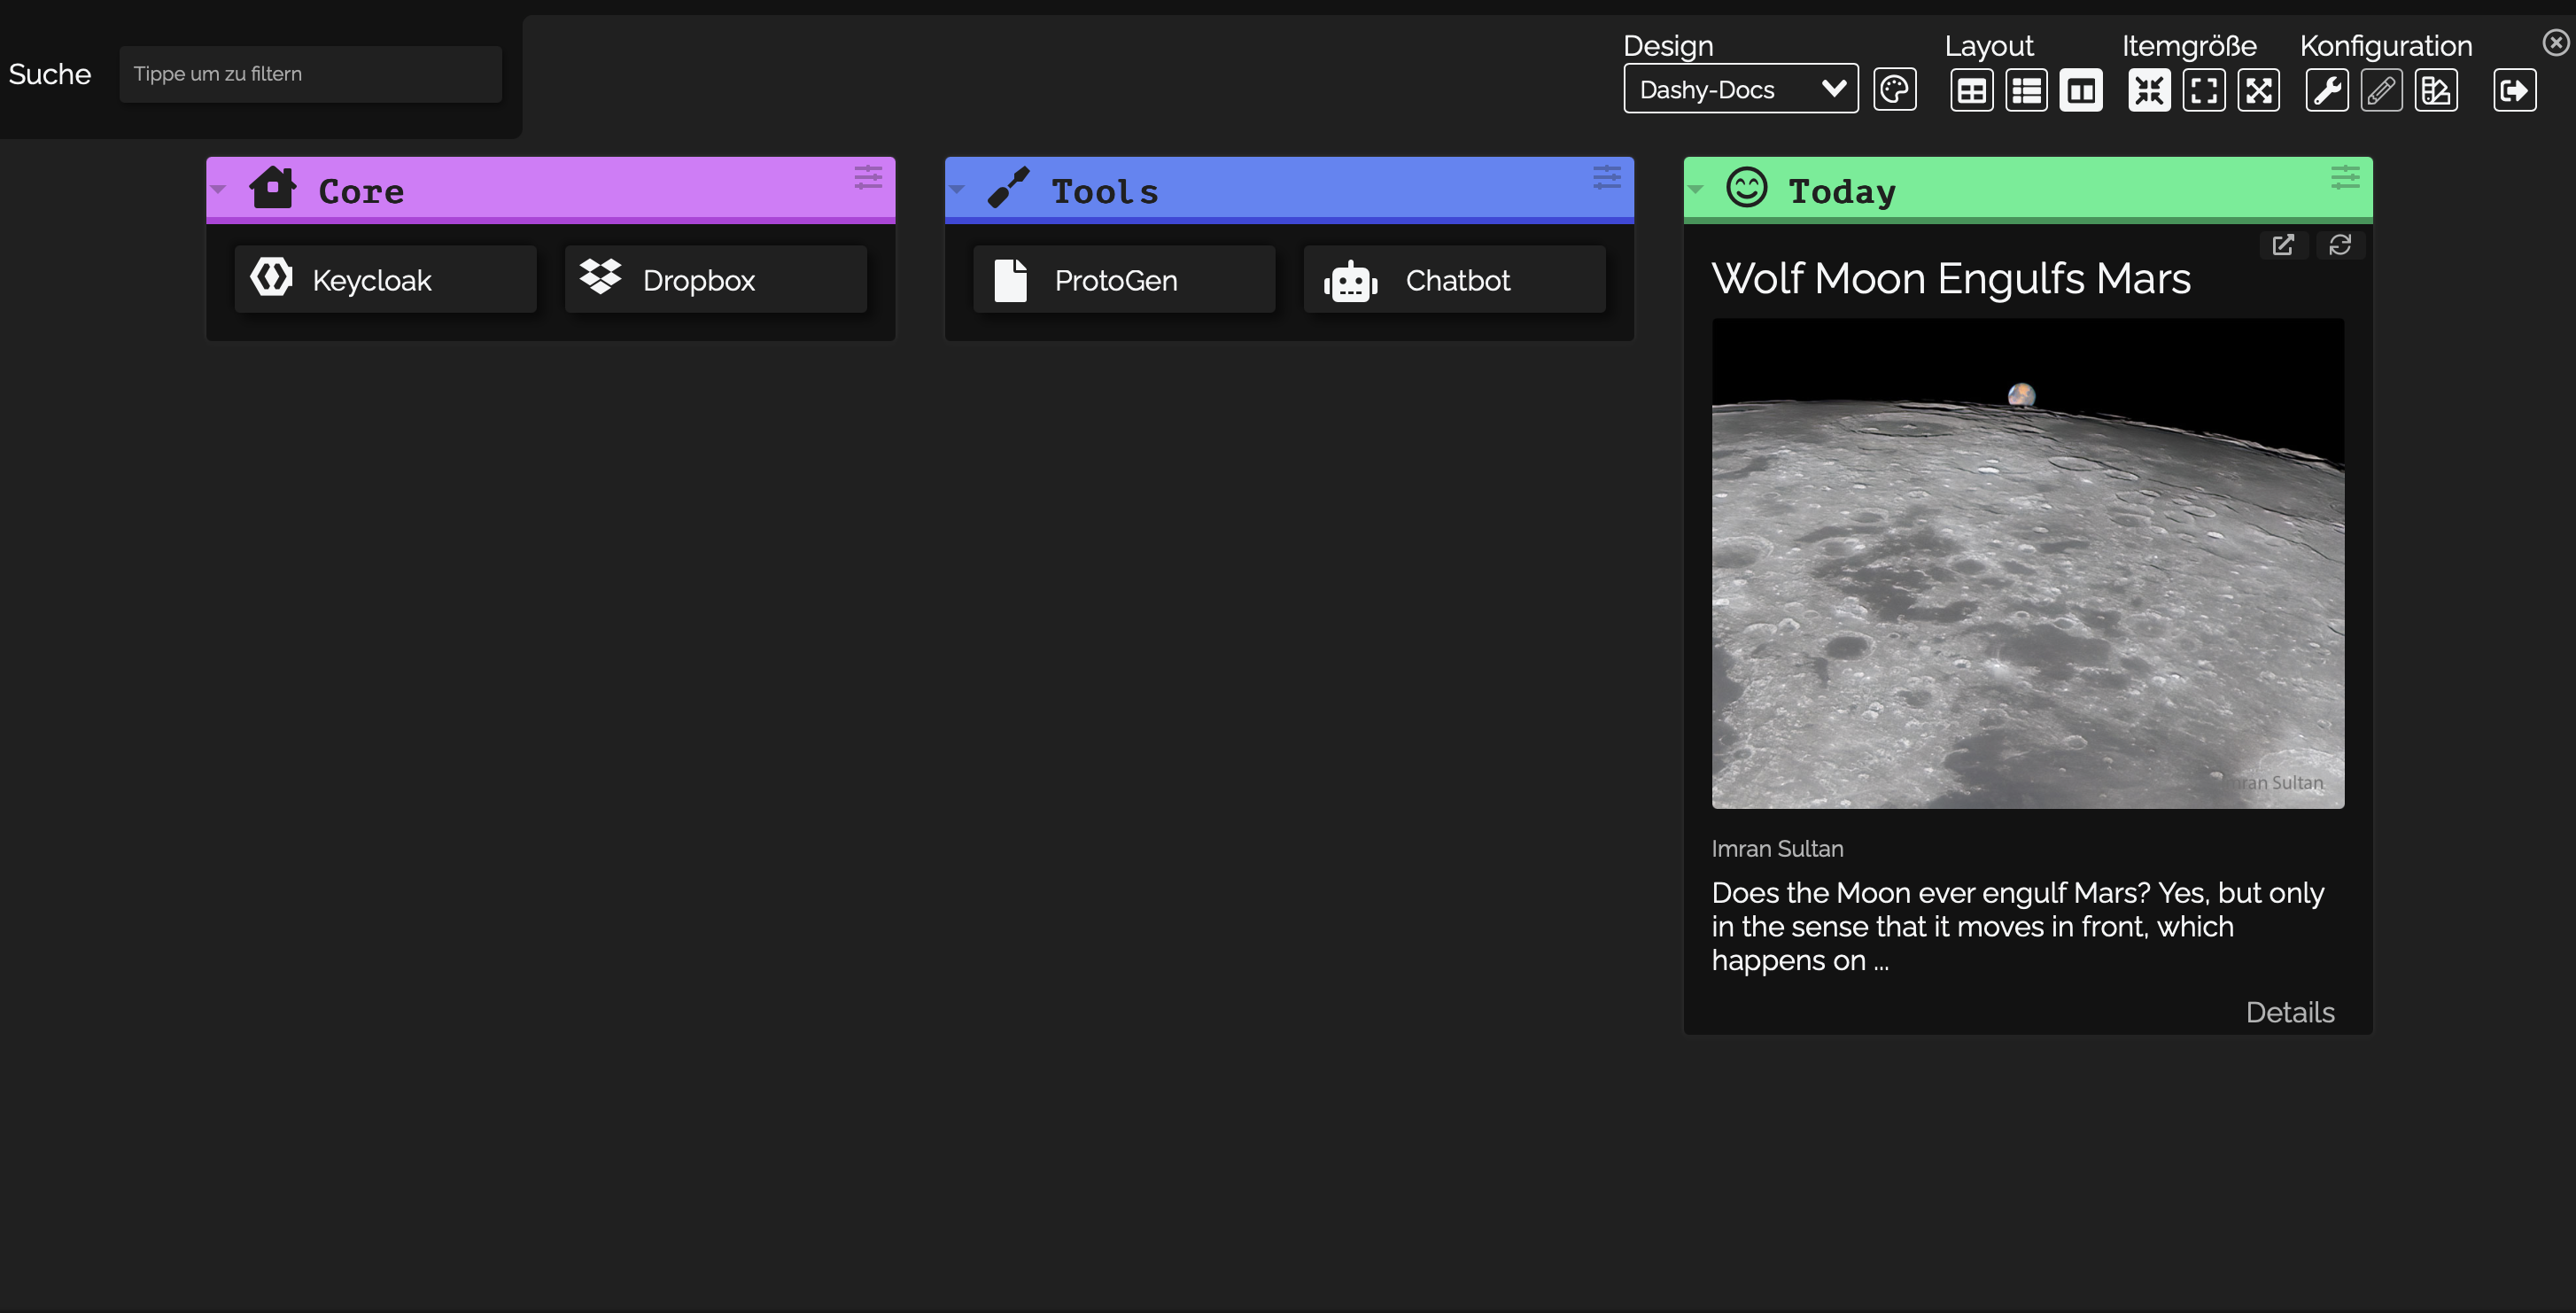 Suche
Tippe um zu filtern
Design
Dashy-Docs
Layout
Itemgröße
Konfiguration
Core
Keycloak
Dropbox
Tools
ProtoGen
Chatbot
Today
Wolf Moon Engulfs Mars
Sultan
Imran Sultan
Does the Moon ever engulf Mars? Yes, but only
in the sense that it moves in front, which
happens on ...
Details